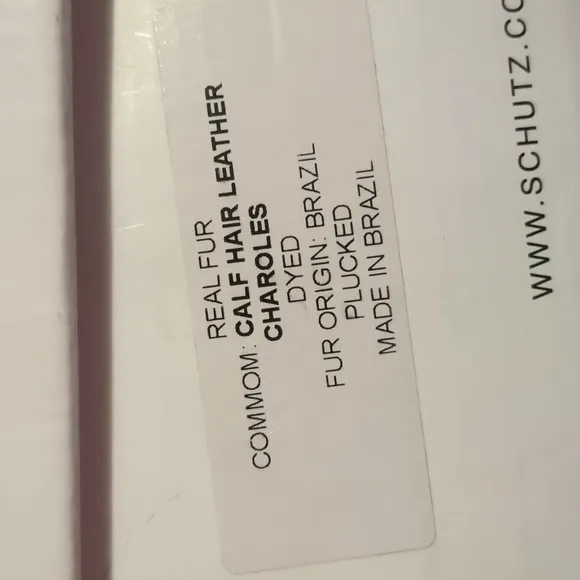 REAL FUR
COMMOM: CALF HAIR LEATHER
CHAROLES
DYED
FUR ORIGIN: BRAZIL
PLUCKED
MADE IN BRAZIL
WWW.SCHUTZ.CO